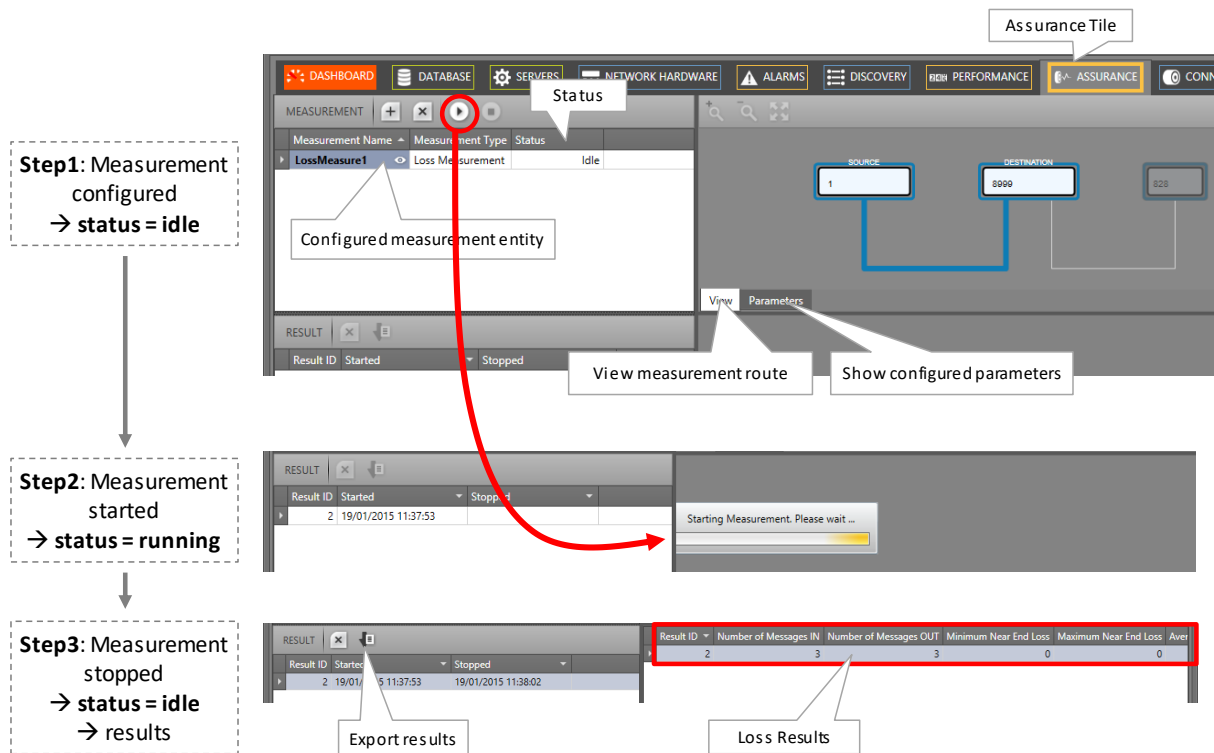 Assurance Tile
DASHBOARD DATABASE SERVERS NETWORK HARDWARE ALARMS DISCOVERY PERFORMANCE ASSURANCE CONN
MEASUREMENT
Status
Measurement Name Measurement Type Status
LossMeasure1 Loss Measurement Idle
Step1: Measurement
configured
→ status = idle
Configured measurement entity
SOURCE DESTINATION
1 8999 828
View Parameters
RESULT
Result ID Started Stopped
View measurement route
Show configured parameters
Step2: Measurement
started
→ status = running
RESULT
Result ID Started Stopped
2 19/01/2015 11:37:53
Starting Measurement. Please wait ...
Step3: Measurement
stopped
→ status = idle
→ results
RESULT
Result ID Started Stopped
2 19/01/2015 11:37:53 19/01/2015 11:38:02
Result ID Number of Messages IN Number of Messages OUT Minimum Near End Loss Maximum Near End Loss Aver
2 3 3 0 0
Export results
Loss Results